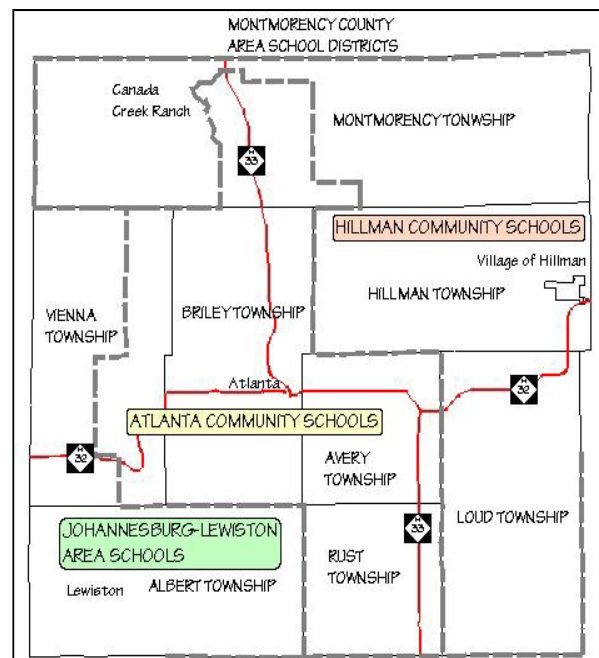 MONTMORENCY COUNTY
AREA SCHOOL DISTRICTS
Canada
Creek Ranch
MONTMORENCY TONWSHIP
M
33
HILLMAN COMMUNITY SCHOOLS
Village of Hillman
HILLMAN TOWNSHIP
VIENNA
TOWNSHIP
BRILEY TOWNSHIP
Atlanta
M
32
ATLANTA COMMUNITY SCHOOLS
M
32
AVERY
TOWNSHIP
LOUD TOWNSHIP
JOHANNESBURG-LEWISTON
AREA SCHOOLS
M
33
RUST
TOWNSHIP
Lewiston
ALBERT TOWNSHIP